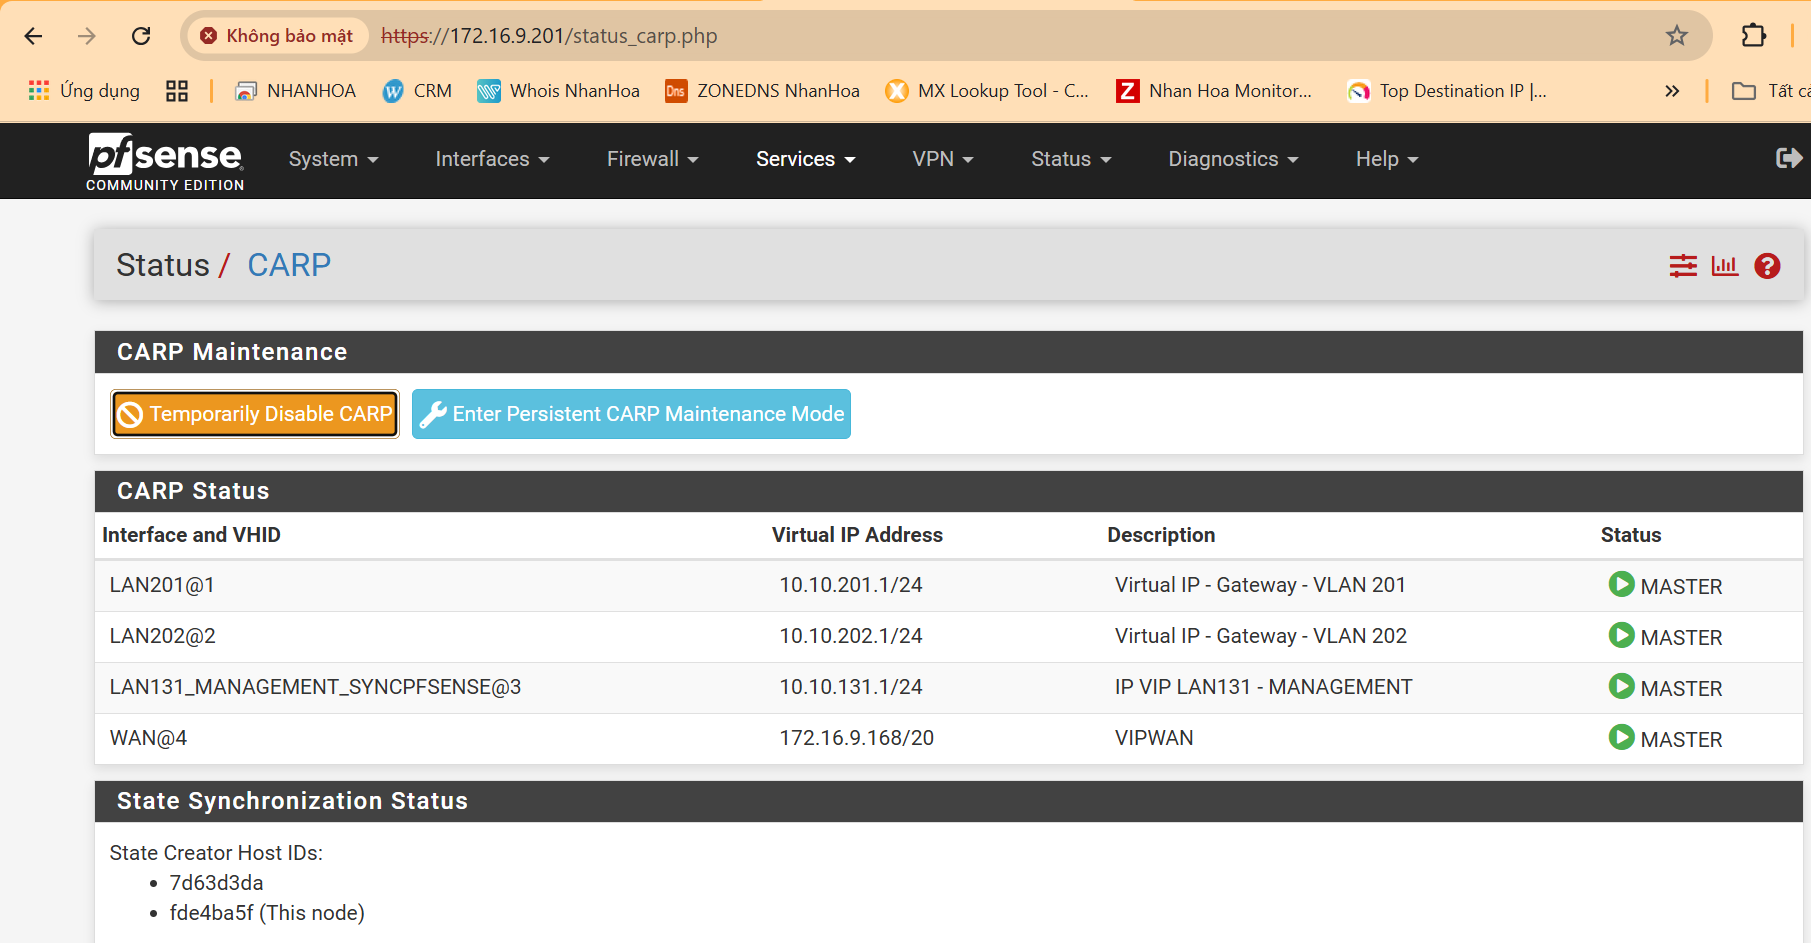 Không bảo mật https://172.16.9.201/status_carp.php
Ứng dụng NHANHOA CRM Whois NhanHoa Dns ZONEDNS NhanHoa MX Lookup Tool - C... Z Nhan Hoa Monitor... Top Destination IP |... » Tất cả
pfsense COMMUNITY EDITION System Interfaces Firewall Services VPN Status Diagnostics Help
Status / CARP
CARP Maintenance
Temporarily Disable CARP Enter Persistent CARP Maintenance Mode
CARP Status
Interface and VHID Virtual IP Address Description Status
LAN201@1 10.10.201.1/24 Virtual IP - Gateway - VLAN 201 MASTER
LAN202@2 10.10.202.1/24 Virtual IP - Gateway - VLAN 202 MASTER
LAN131_MANAGEMENT_SYNCPFSENSE@3 10.10.131.1/24 IP VIP LAN131 - MANAGEMENT MASTER
WAN@4 172.16.9.168/20 VIPWAN MASTER
State Synchronization Status
State Creator Host IDs:
• 7d63d3da
• fde4ba5f (This node)